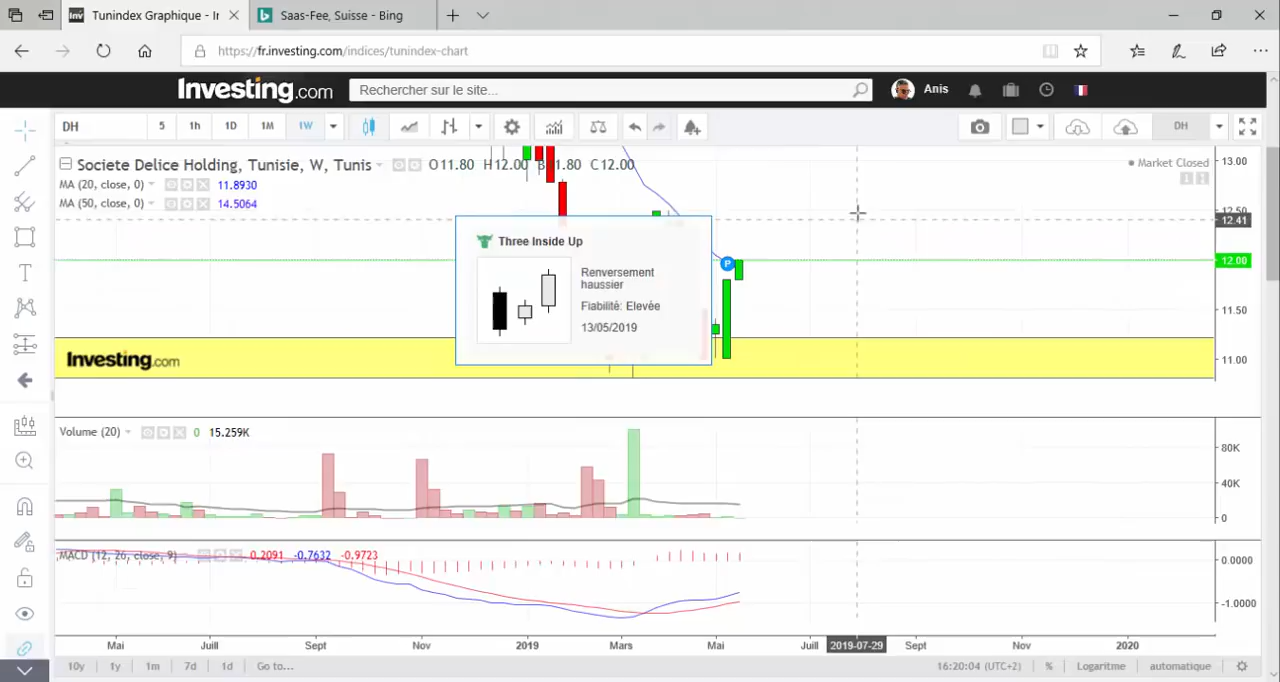 Tunindex Graphique - Ir
Saas-Fee, Suisse - Bing
https://fr.investing.com/indices/tunindex-chart
Investing.com
Rechercher sur le site...
Anis
DH
5
1h
1D
1M
1W
DH
Societe Delice Holding, Tunisie, W, Tunis
O11.80 H12.00 B11.80 C12.00
Market Closed
MA (20, close, 0) 11.8930
MA (50, close, 0) 14.5064
13.00
12.50
12.41
12.00
11.50
11.00
P
Three Inside Up
Renversement
haussier
Fiabilité: Elevée
13/05/2019
Investing.com
Volume (20) 0 15.259K
80K
40K
0
MACD (12, 26, close, 9) 0.2091 -0.7632 -0.9723
0.0000
-1.0000
Mai Juill Sept Nov 2019 Mars Mai Juill 2019-07-29 Sept Nov 2020
10y 1y 1m 7d 1d Go to... 16:20:04 (UTC+2) % Logaritme automatique